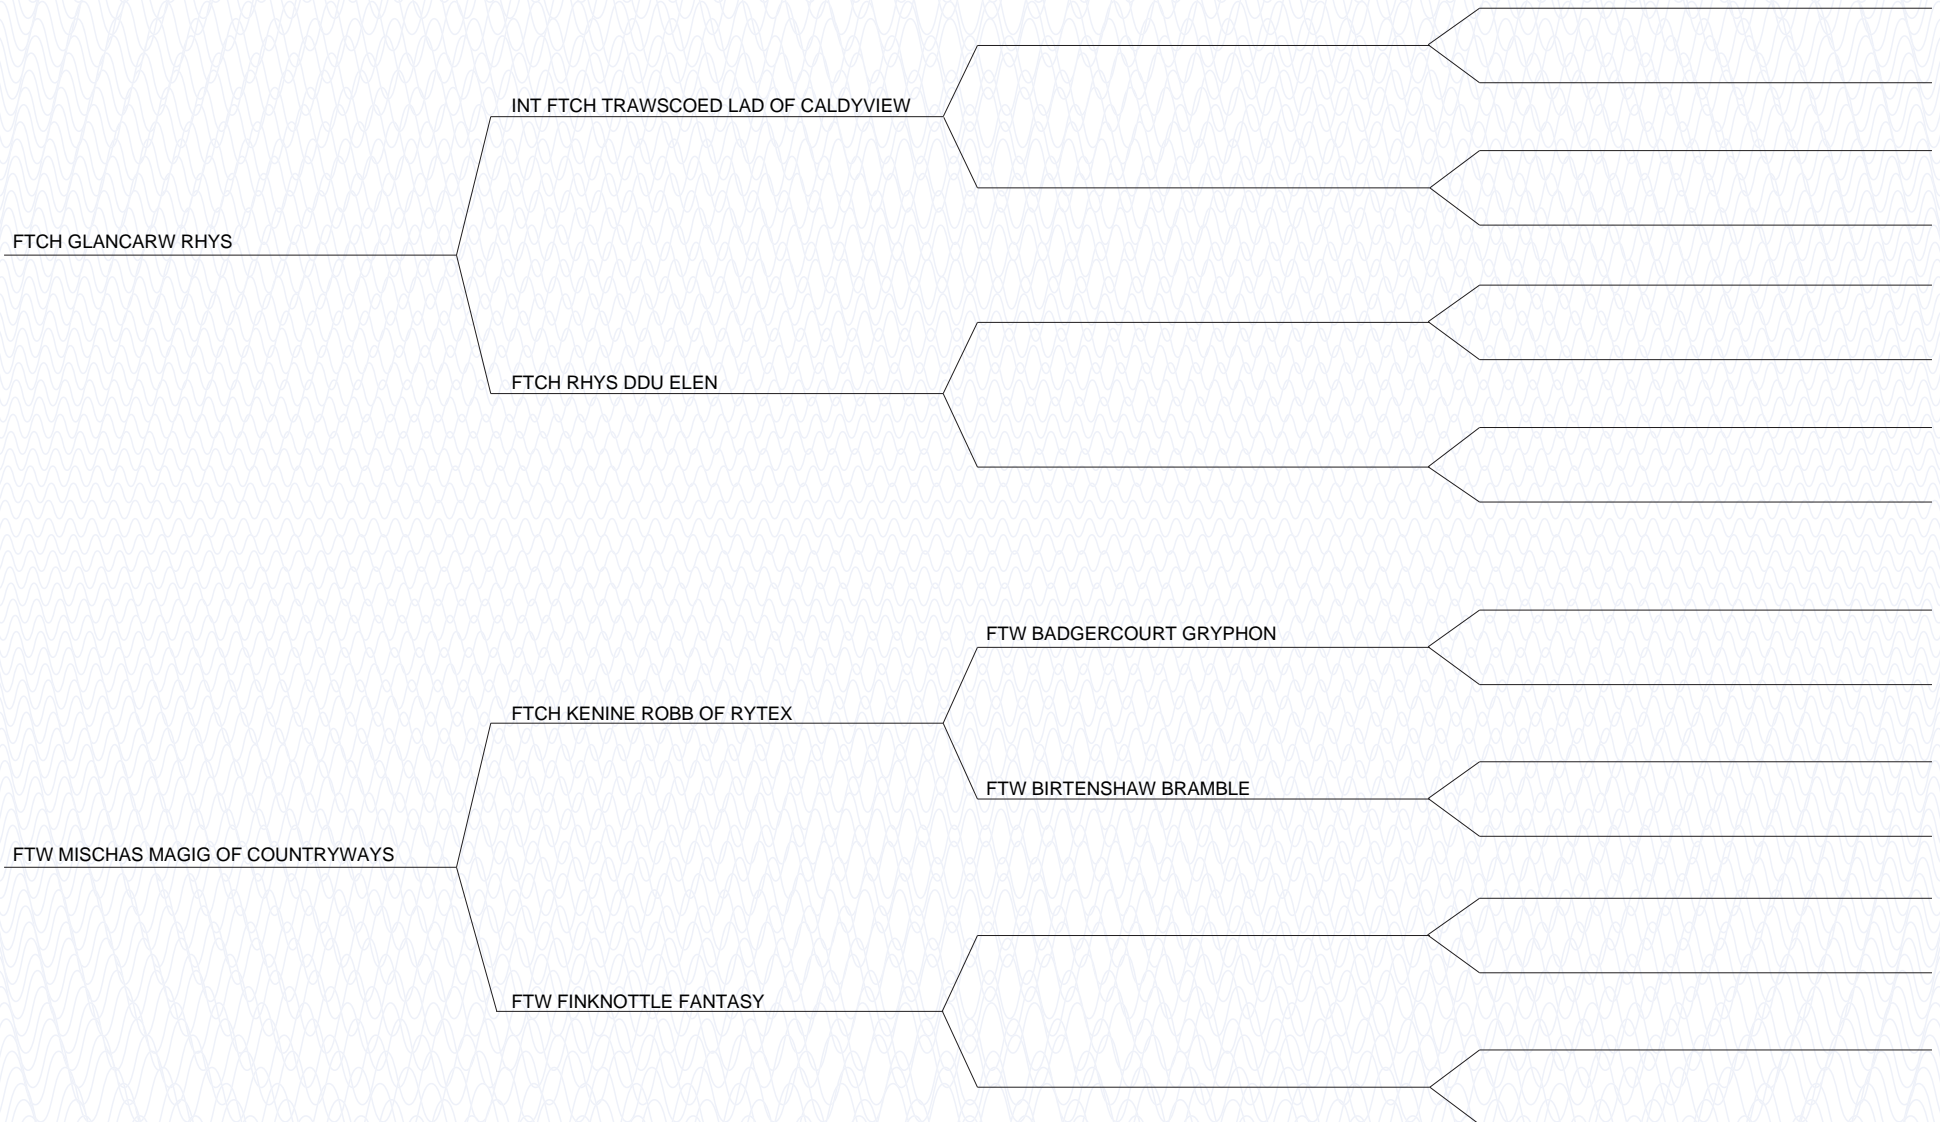 INT FTCH TRAWSCOED LAD OF CALDYVIEW
FTCH GLANCARW RHYS
FTCH RHYS DDU ELEN
FTW BADGERCOURT GRYPHON
FTCH KENINE ROBB OF RYTEX
FTW BIRTENSHAW BRAMBLE
FTW MISCHAS MAGIG OF COUNTRYWAYS
FTW FINKNOTTLE FANTASY